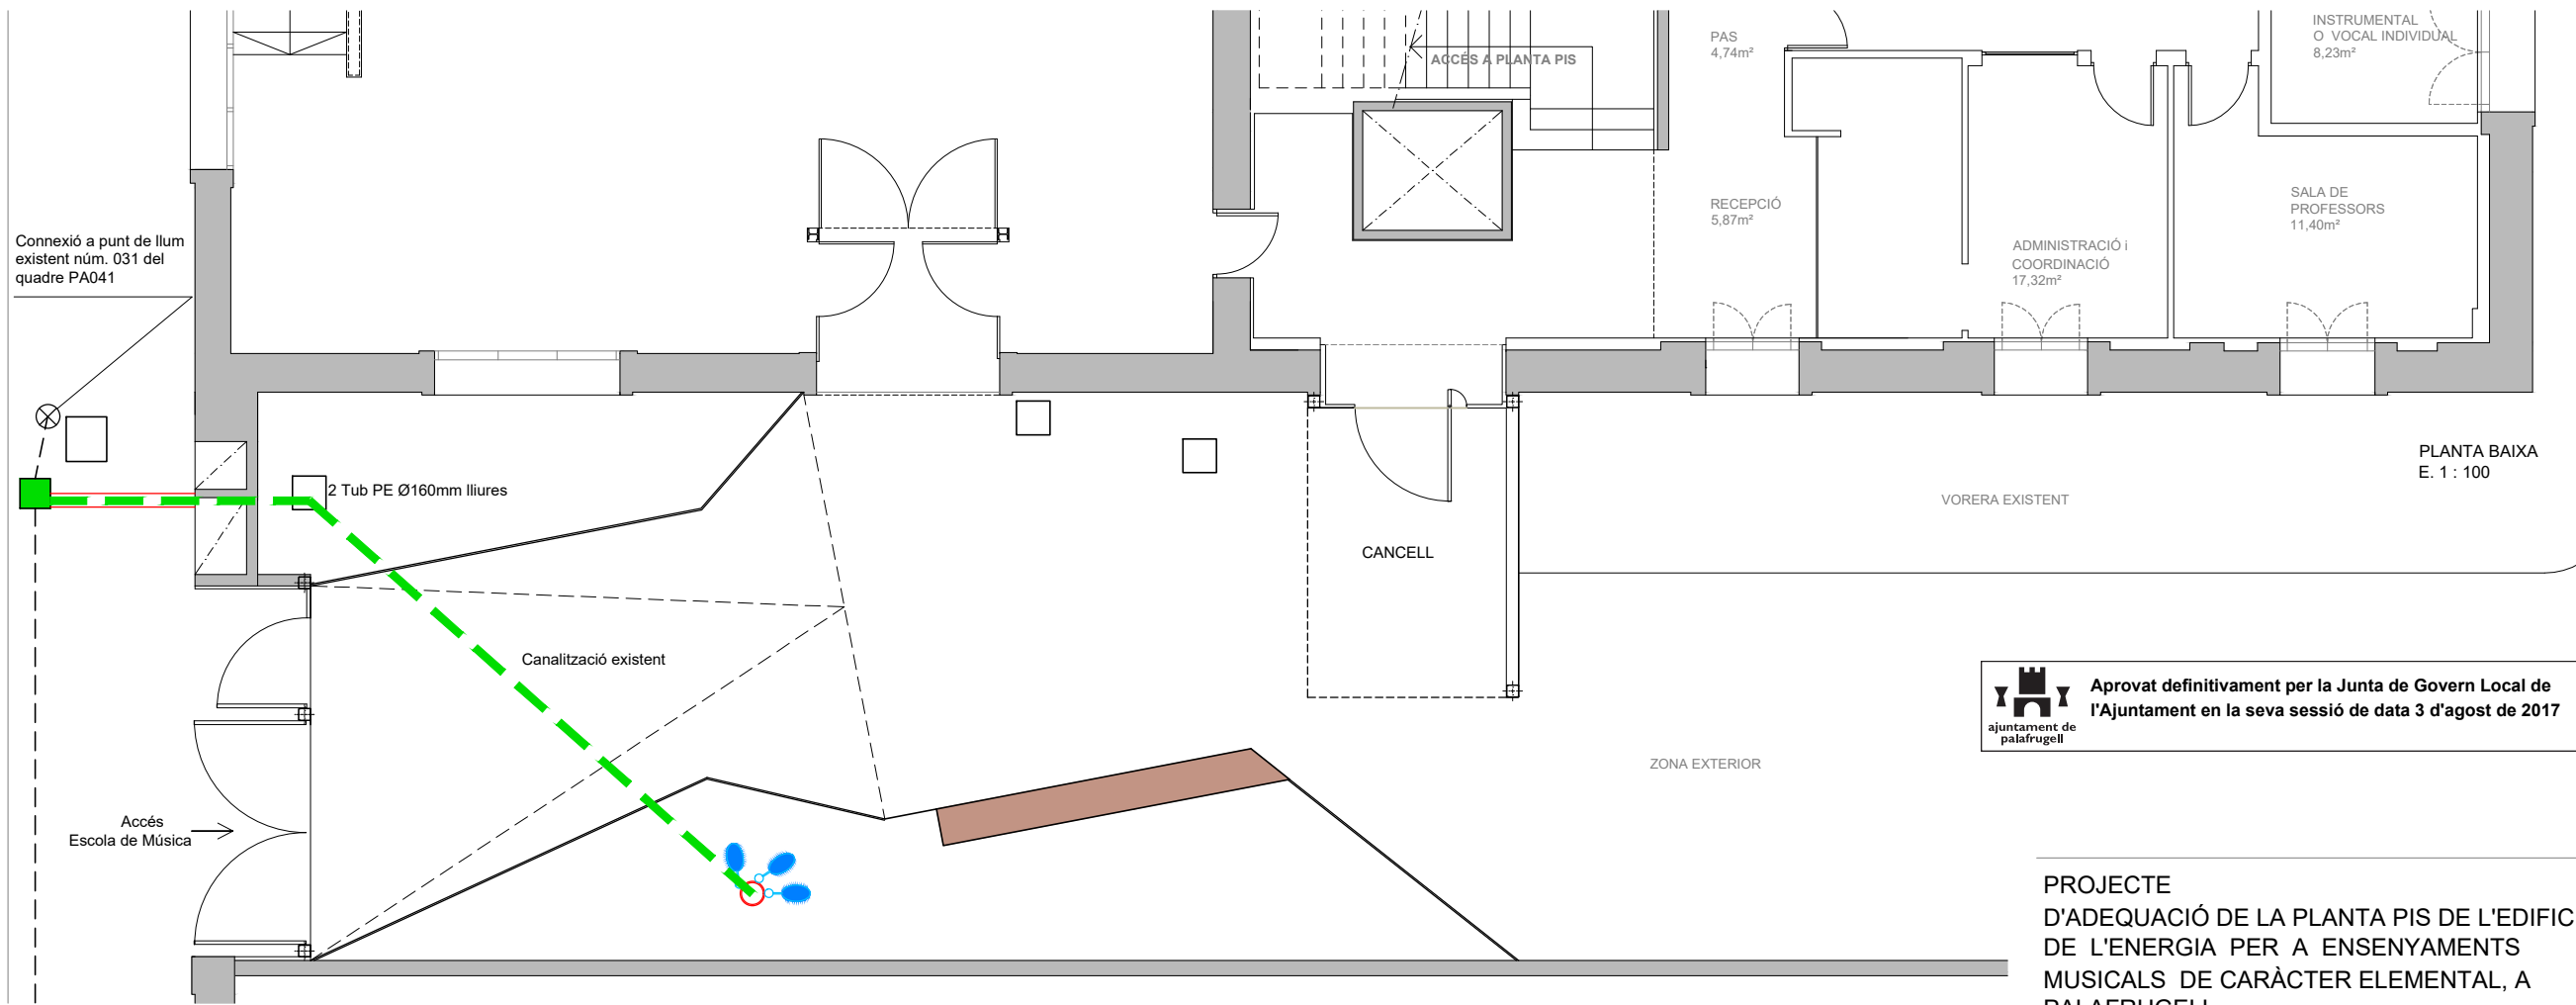 INSTRUMENTAL
O VOCAL INDIVIDUAL
8,23m²
PAS
4,74m²
ACCÉS A PLANTA PIS
RECEPCIÓ
5,87m²
SALA DE
PROFESSORS
11,40m²
ADMINISTRACIÓ i
COORDINACIÓ
17,32m²
Connexió a punt de llum
existent núm. 031 del
quadre PA041
2 Tub PE Ø160mm lliures
PLANTA BAIXA
E. 1 : 100
VORERA EXISTENT
CANCELL
Canalització existent
Aprovat definitivament per la Junta de Govern Local de
l'Ajuntament en la seva sessió de data 3 d'agost de 2017
ajuntament de
palafrugell
ZONA EXTERIOR
Accés
Escola de Música
PROJECTE
D'ADEQUACIÓ DE LA PLANTA PIS DE L'EDIFICI
DE L'ENERGIA PER A ENSENYAMENTS
MUSICALS DE CARÀCTER ELEMENTAL, A
PALAFRUGELL